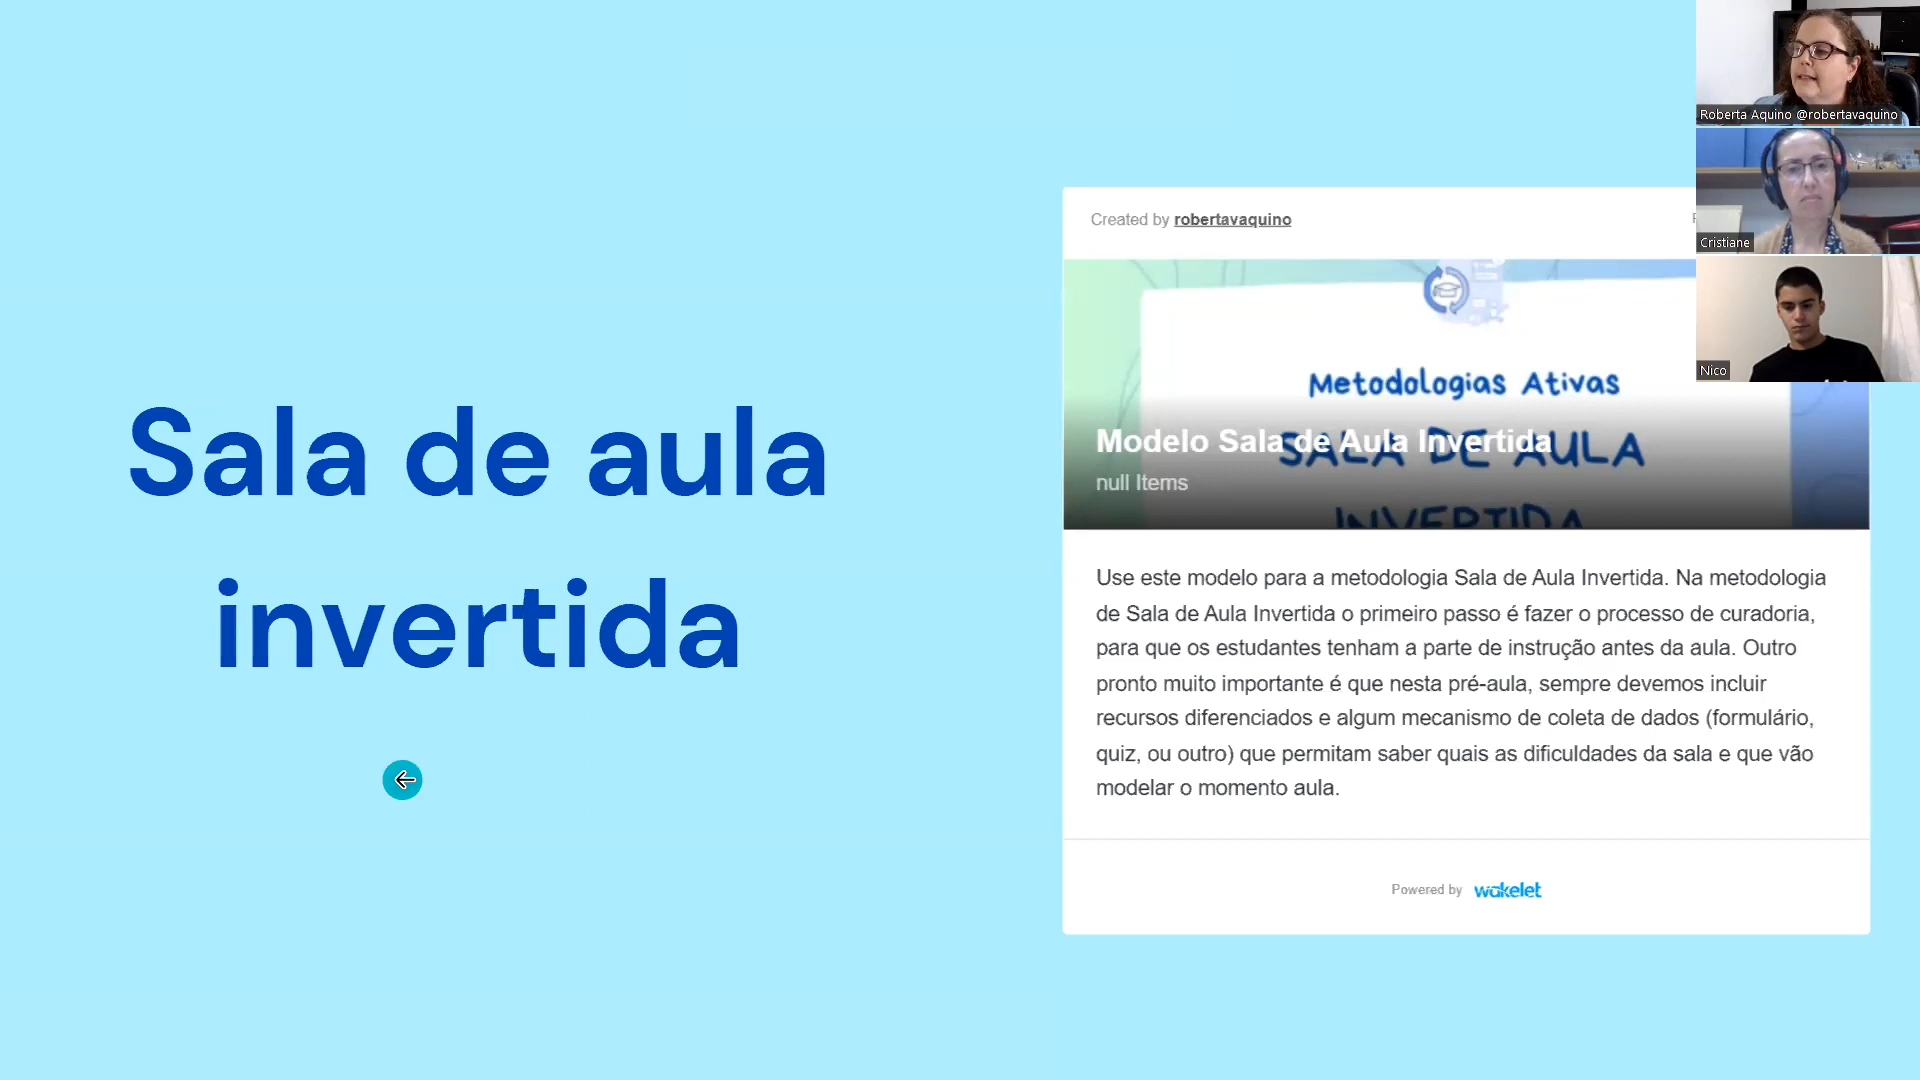 Sala de aula
invertida
Created by robertavaquino
Metodologias Ativas
SALA DE AULA
INVERTIDA
Modelo Sala de Aula Invertida
null Items
Use este modelo para a metodologia Sala de Aula Invertida. Na metodologia
de Sala de Aula Invertida o primeiro passo é fazer o processo de curadoria,
para que os estudantes tenham a parte de instrução antes da aula. Outro
pronto muito importante é que nesta pré-aula, sempre devemos incluir
recursos diferenciados e algum mecanismo de coleta de dados (formulário,
quiz, ou outro) que permitam saber quais as dificuldades da sala e que vão
modelar o momento aula.
Powered by wakelet
Roberta Aquino @robertavaquino
Cristiane
Nico